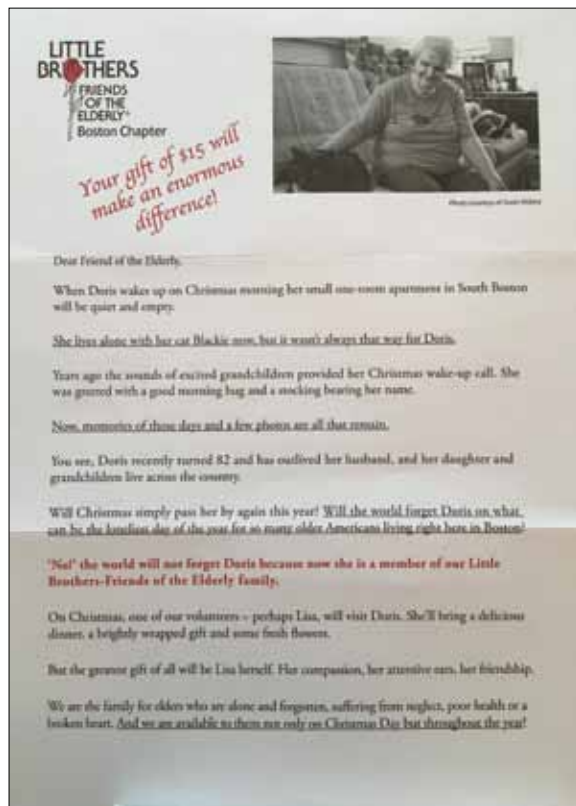 LITTLE
BROTHERS
FRIENDS
OF THE
ELDERLY
Boston Chapter
Your gift of $15 will
make an enormous
difference!
Photo courtesy of
Dear Friend of the Elderly,
When Doris wakes up on Christmas morning her small one-room apartment in South Boston
will be quiet and empty.
She lives alone with her cat Blackie now, but it wasn't always that way for Doris.
Years ago the sounds of excited grandchildren provided her Christmas wake-up call. She
was greeted with a good morning hug and a stocking bearing her name.
Now, memories of those days and a few photos are all that remain.
You see, Doris recently turned 82 and has outlived her husband, and her daughter and
grandchildren live across the country.
Will Christmas simply pass her by again this year? Will the world forget Doris on what
can be the loneliest day of the year for so many older Americans living right here in Boston?
'No!' the world will not forget Doris because now she is a member of our Little
Brothers-Friends of the Elderly family.
On Christmas, one of our volunteers – perhaps Lisa, will visit Doris. She'll bring a delicious
dinner, a brightly wrapped gift and some fresh flowers.
But the greatest gift of all will be Lisa herself. Her compassion, her attentive ears, her friendship.
We are the family for elders who are alone and forgotten, suffering from neglect, poor health or a
broken heart. And we are available to them not only on Christmas Day but throughout the year!